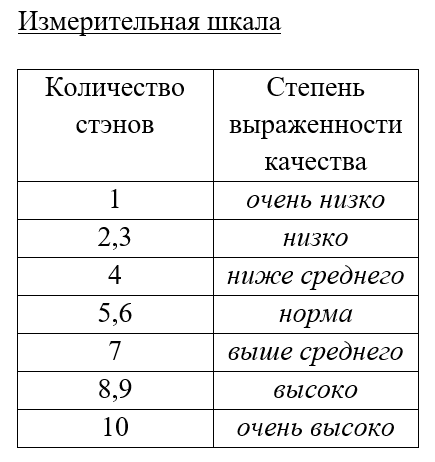 Измерительная шкала
Количество стэнов	Степень выраженности качества
1	очень низко
2,3	низко
4	ниже среднего
5,6	норма
7	выше среднего
8,9	высоко
10	очень высоко